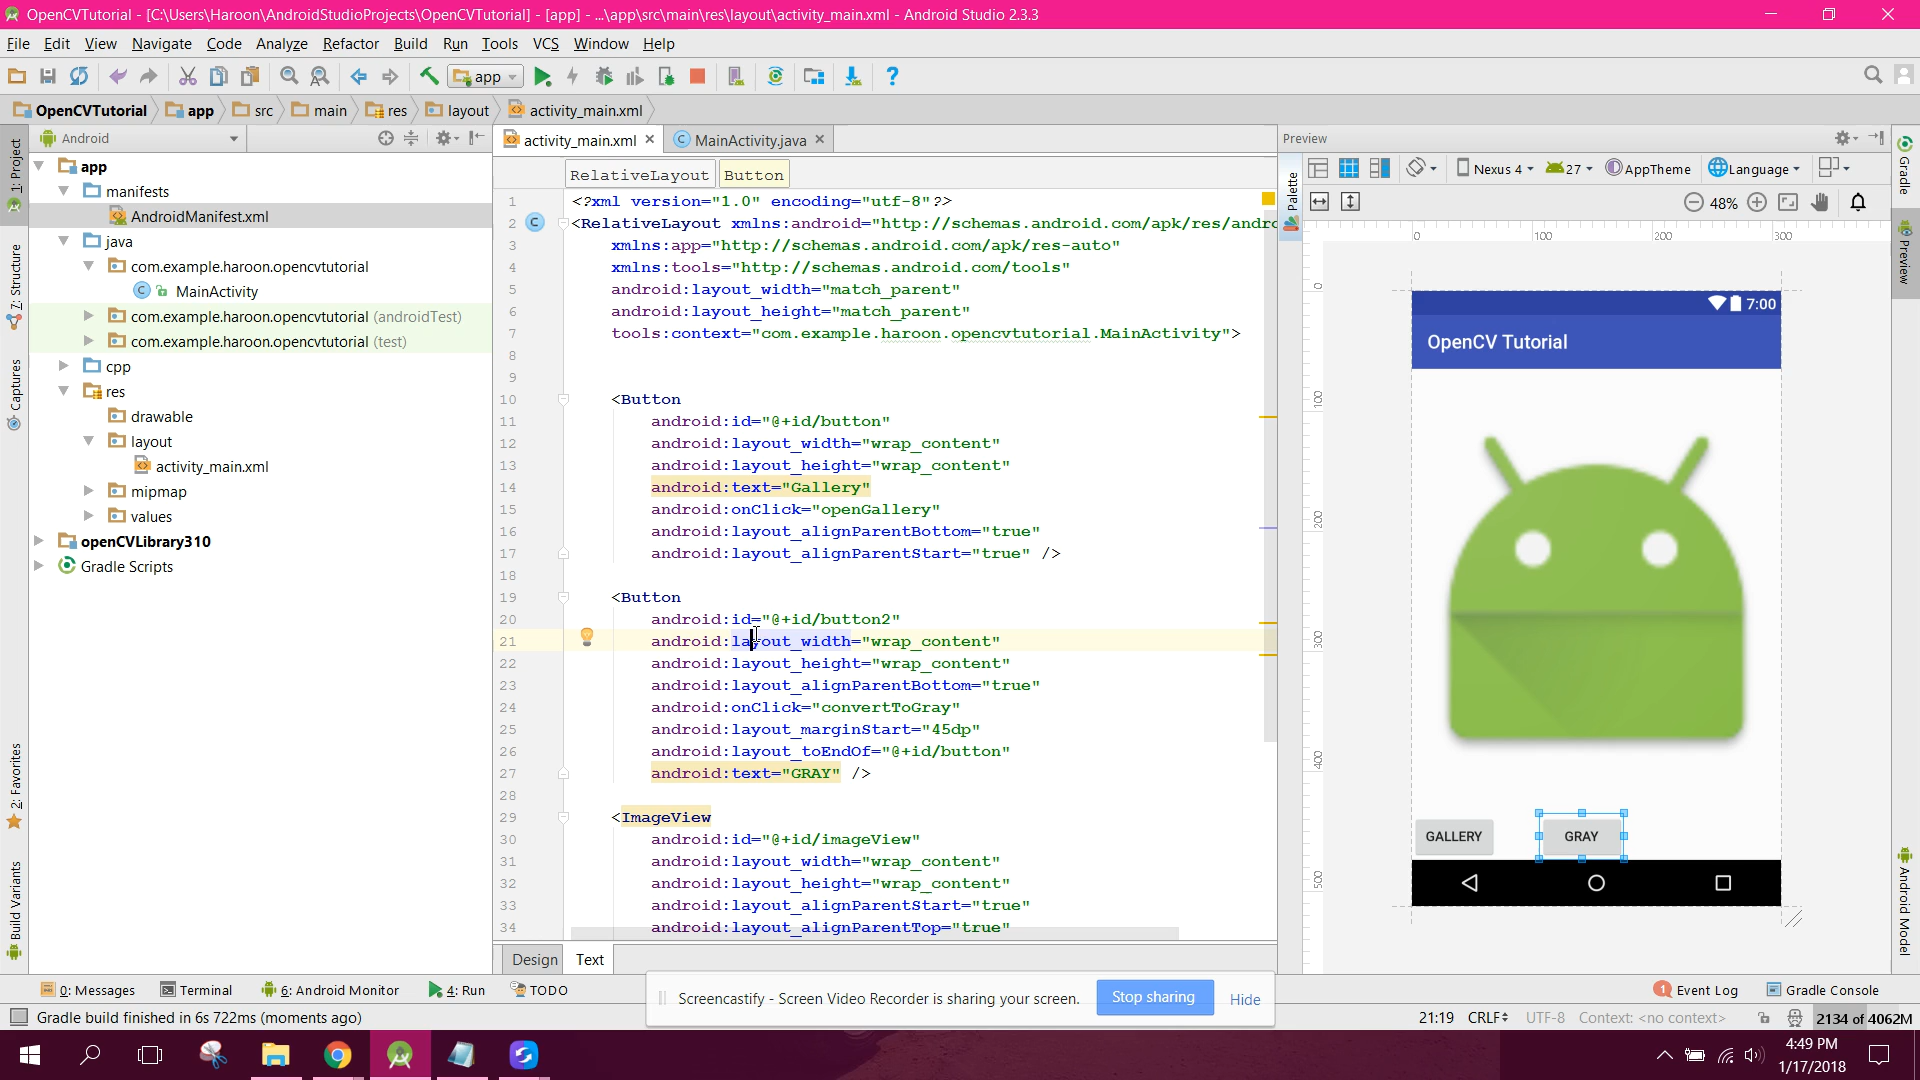 OpenCVTutorial - [C:\Users\Haroon\AndroidStudioProjects\OpenCVTutorial] - [app] - ...\app\src\main\res\layout\activity_main.xml - Android Studio 2.3.3
File Edit View Navigate Code Analyze Refactor Build Run Tools VCS Window Help
app
OpenCVTutorial app src main res layout activity_main.xml
Android
activity_main.xml MainActivity.java
Preview
1: Project
7: Structure
Captures
2: Favorites
Build Variants
app
manifests
AndroidManifest.xml
java
com.example.haroon.opencvtutorial
MainActivity
com.example.haroon.opencvtutorial (androidTest)
com.example.haroon.opencvtutorial (test)
cpp
res
drawable
layout
activity_main.xml
mipmap
values
openCVLibrary310
Gradle Scripts
RelativeLayout Button
1 <?xml version="1.0" encoding="utf-8"?>
2 <RelativeLayout xmlns:android="http://schemas.android.com/apk/res/andro
3 xmlns:app="http://schemas.android.com/apk/res-auto"
4 xmlns:tools="http://schemas.android.com/tools"
5 android:layout_width="match_parent"
6 android:layout_height="match_parent"
7 tools:context="com.example.haroon.opencvtutorial.MainActivity">
8
9
10 <Button
11 android:id="@+id/button"
12 android:layout_width="wrap_content"
13 android:layout_height="wrap_content"
14 android:text="Gallery"
15 android:onClick="openGallery"
16 android:layout_alignParentBottom="true"
17 android:layout_alignParentStart="true" />
18
19 <Button
20 android:id="@+id/button2"
21 android:layout_width="wrap_content"
22 android:layout_height="wrap_content"
23 android:layout_alignParentBottom="true"
24 android:onClick="convertToGray"
25 android:layout_marginStart="45dp"
26 android:layout_toEndOf="@+id/button"
27 android:text="GRAY" />
28
29 <ImageView
30 android:id="@+id/imageView"
31 android:layout_width="wrap_content"
32 android:layout_height="wrap_content"
33 android:layout_alignParentStart="true"
34 android:layout_alignParentTop="true"
Design Text
Palette
Nexus 4 27 AppTheme Language
48%
0 100 200 300
0
100
200
300
400
500
7:00
OpenCV Tutorial
GALLERY GRAY
Gradle
Preview
Android Model
0: Messages Terminal 6: Android Monitor 4: Run TODO
Screencastify - Screen Video Recorder is sharing your screen. Stop sharing Hide
1 Event Log Gradle Console
Gradle build finished in 6s 722ms (moments ago)
21:19 CRLF UTF-8 Context: <no context> 2134 of 4062M
4:49 PM
1/17/2018